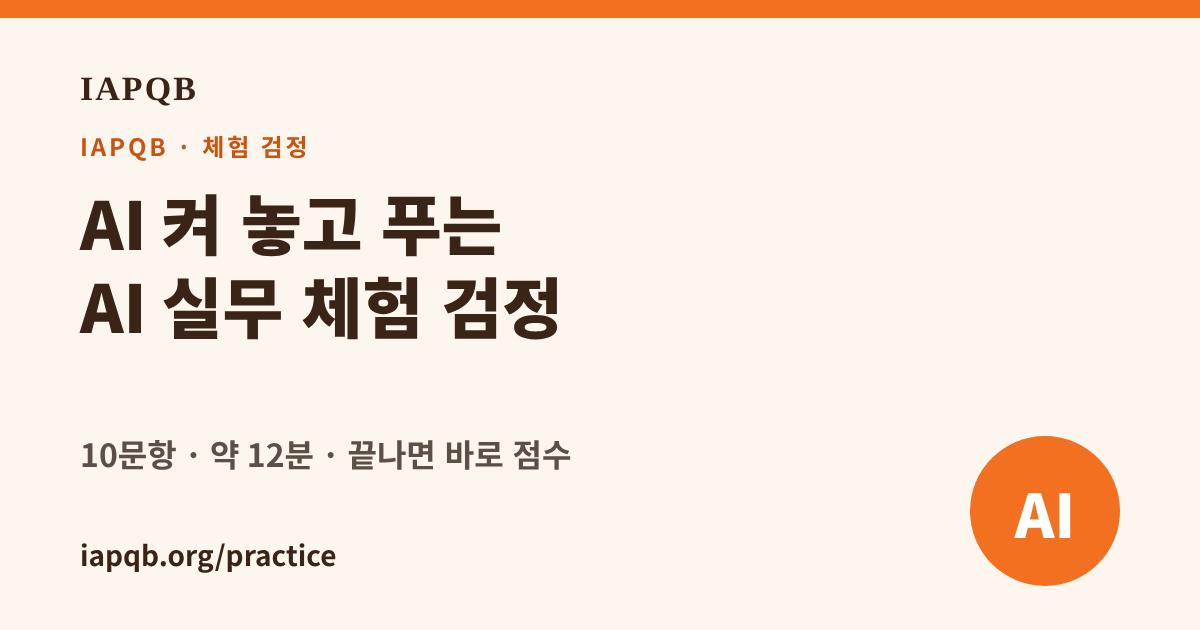 IAPQB
IAPQB · 체험 검정
AI 켜 놓고 푸는
AI 실무 체험 검정
10문항 · 약 12분 · 끝나면 바로 점수
iapqb.org/practice
AI